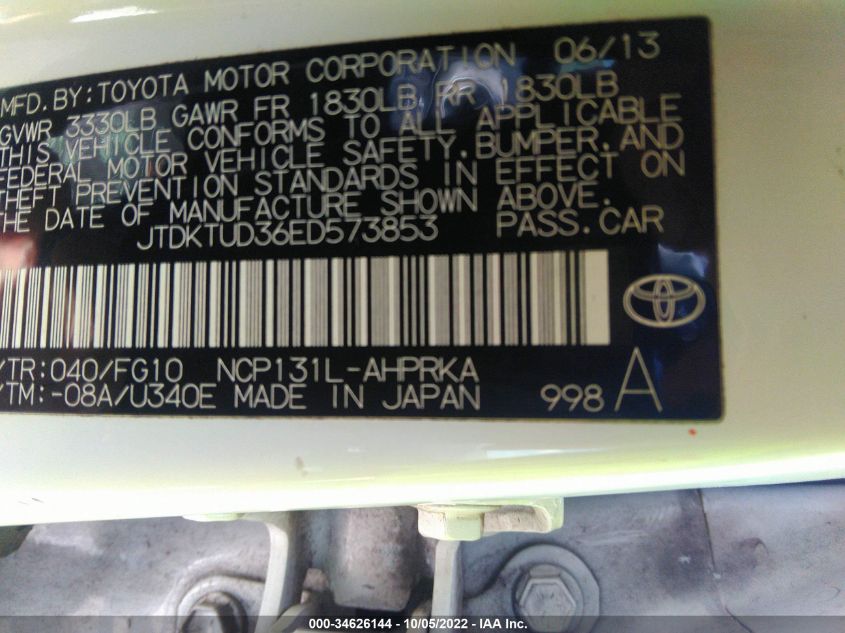 MFD. BY: TOYOTA MOTOR CORPORATION 06/13
GVWR 3330LB GAWR FR 1830LB RR 1830LB
THIS VEHICLE CONFORMS TO ALL APPLICABLE
FEDERAL MOTOR VEHICLE SAFETY, BUMPER, AND
THEFT PREVENTION STANDARDS IN EFFECT ON
THE DATE OF MANUFACTURE SHOWN ABOVE.
JTDKTUD36ED573853 PASS. CAR
/TR: 040/FG10 NCP131L-AHPRKA
/TM: -08A/U340E MADE IN JAPAN 998 A
000-34626144 - 10/05/2022 - IAA Inc.